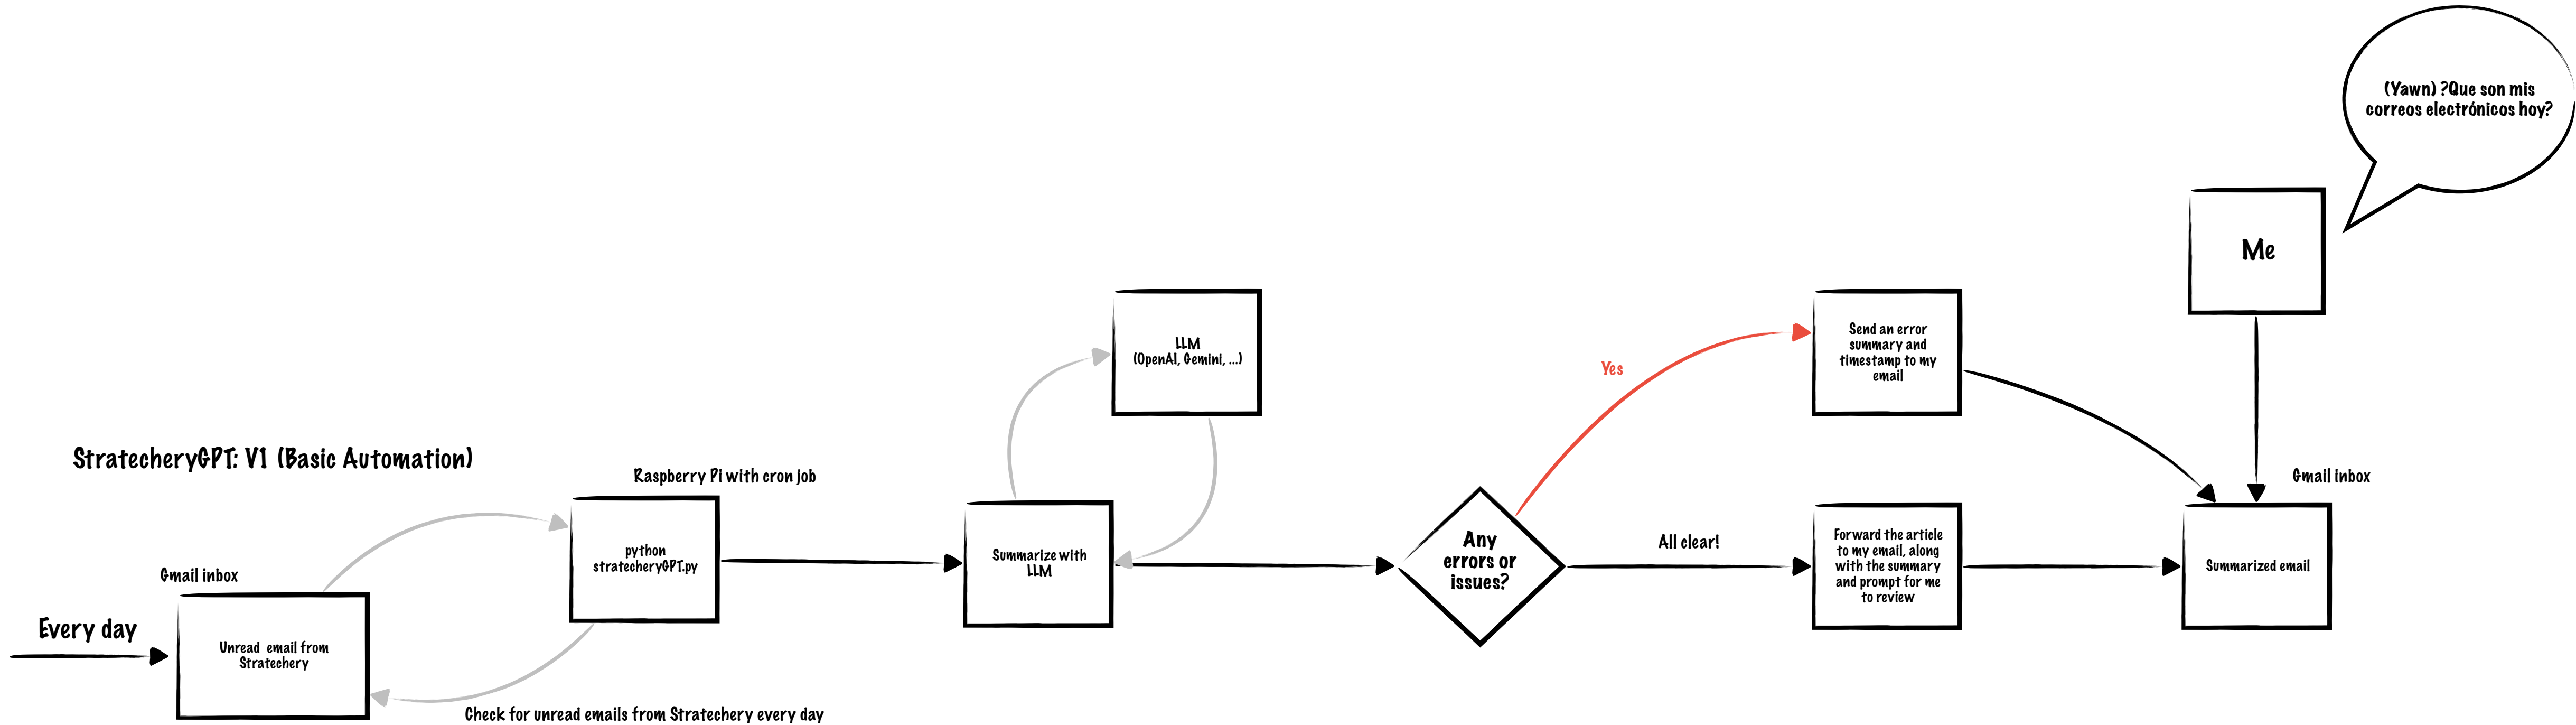 (Yawn) ?Que son mis
correos electrónicos hoy?
Me
LLM
(OpenAI, Gemini, ...)
Send an error
summary and
timestamp to my
email
Yes
StratecheryGPT: V1 (Basic Automation)
Raspberry Pi with cron job
Gmail inbox
python
stratecheryGPT.py
Summarize with
LLM
Any
errors or
issues?
All clear!
Forward the article
to my email, along
with the summary
and prompt for me
to review
Summarized email
Gmail inbox
Every day
Unread email from
Stratechery
Check for unread emails from Stratechery every day